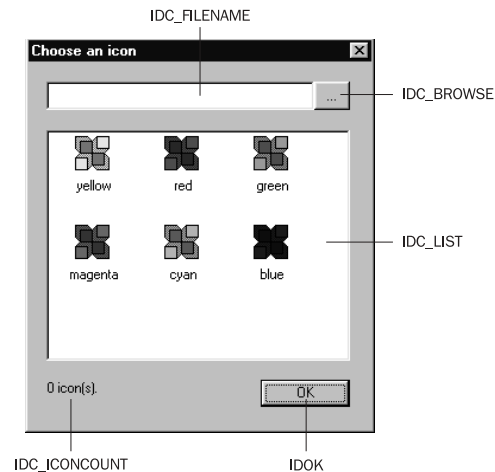 IDC_FILENAME
Choose an icon
...
IDC_BROWSE
yellow red green
IDC_LIST
magenta cyan blue
0 icon(s).
OK
IDC_ICONCOUNT
IDOK